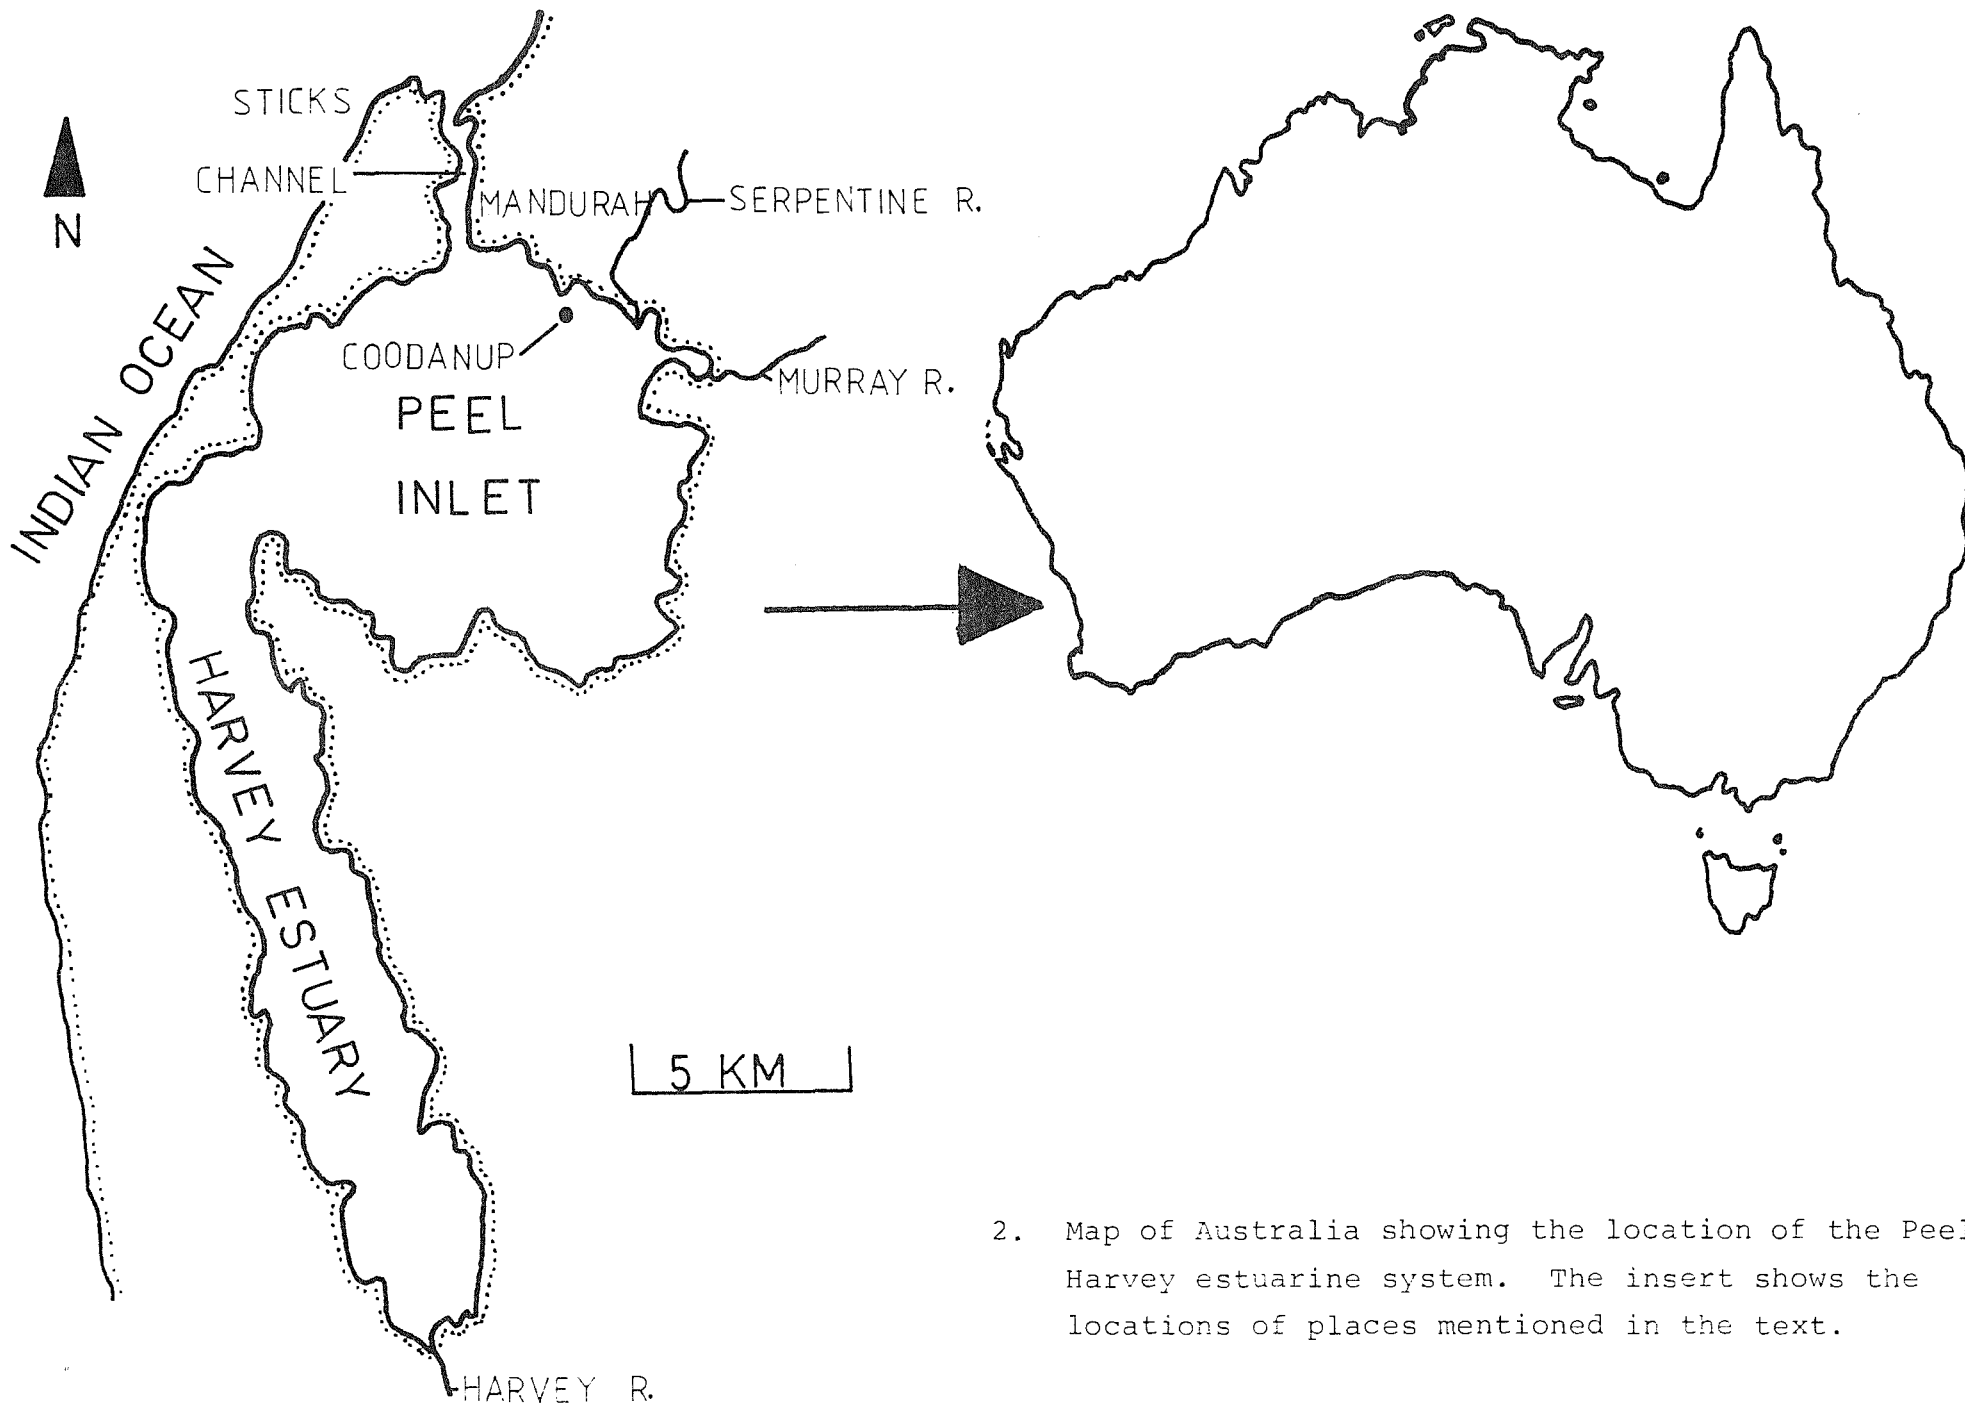 STICKS
CHANNEL
N
MANDURAH
SERPENTINE R.
INDIAN OCEAN
COODANUP
MURRAY R.
PEEL
INLET
HARVEY ESTUARY
5 KM
HARVEY R.
2. Map of Australia showing the location of the Peel
Harvey estuarine system. The insert shows the
locations of places mentioned in the text.